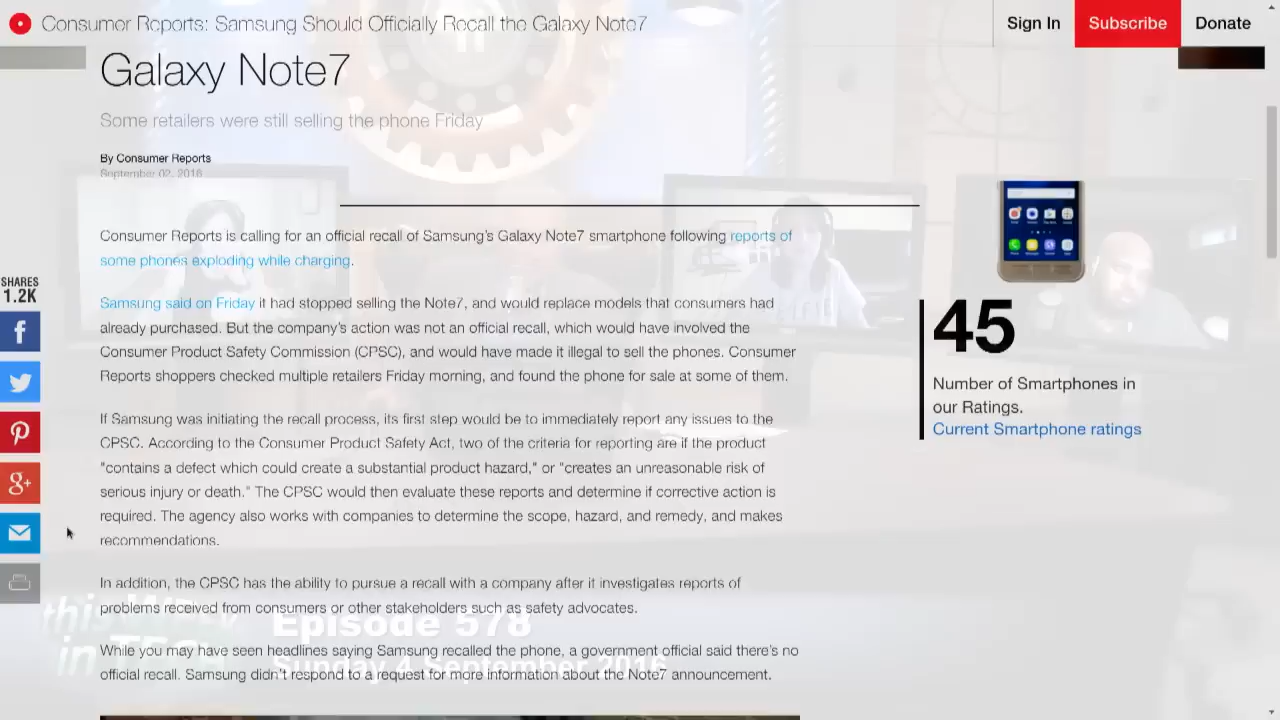 Consumer Reports: Samsung Should Officially Recall the Galaxy Note7
Sign In
Subscribe
Donate
Galaxy Note7
Some retailers were still selling the phone Friday
By Consumer Reports
September 02, 2016
Consumer Reports is calling for an official recall of Samsung's Galaxy Note7 smartphone following reports of
some phones exploding while charging.
Samsung said on Friday it had stopped selling the Note7, and would replace models that consumers had
already purchased. But the company's action was not an official recall, which would have involved the
Consumer Product Safety Commission (CPSC), and would have made it illegal to sell the phones. Consumer
Reports shoppers checked multiple retailers Friday morning, and found the phone for sale at some of them.
If Samsung was initiating the recall process, its first step would be to immediately report any issues to the
CPSC. According to the Consumer Product Safety Act, two of the criteria for reporting are if the product
"contains a defect which could create a substantial product hazard," or "creates an unreasonable risk of
serious injury or death." The CPSC would then evaluate these reports and determine if corrective action is
required. The agency also works with companies to determine the scope, hazard, and remedy, and makes
recommendations.
In addition, the CPSC has the ability to pursue a recall with a company after it investigates reports of
problems received from consumers or other stakeholders such as safety advocates.
While you may have seen headlines saying Samsung recalled the phone, a government official said there's no
official recall. Samsung didn't respond to a request for more information about the Note7 announcement.
SHARES
1.2K
45
Number of Smartphones in
our Ratings.
Current Smartphone ratings
this WEEK
in TECH
Episode 578
Sunday 4 September 2016